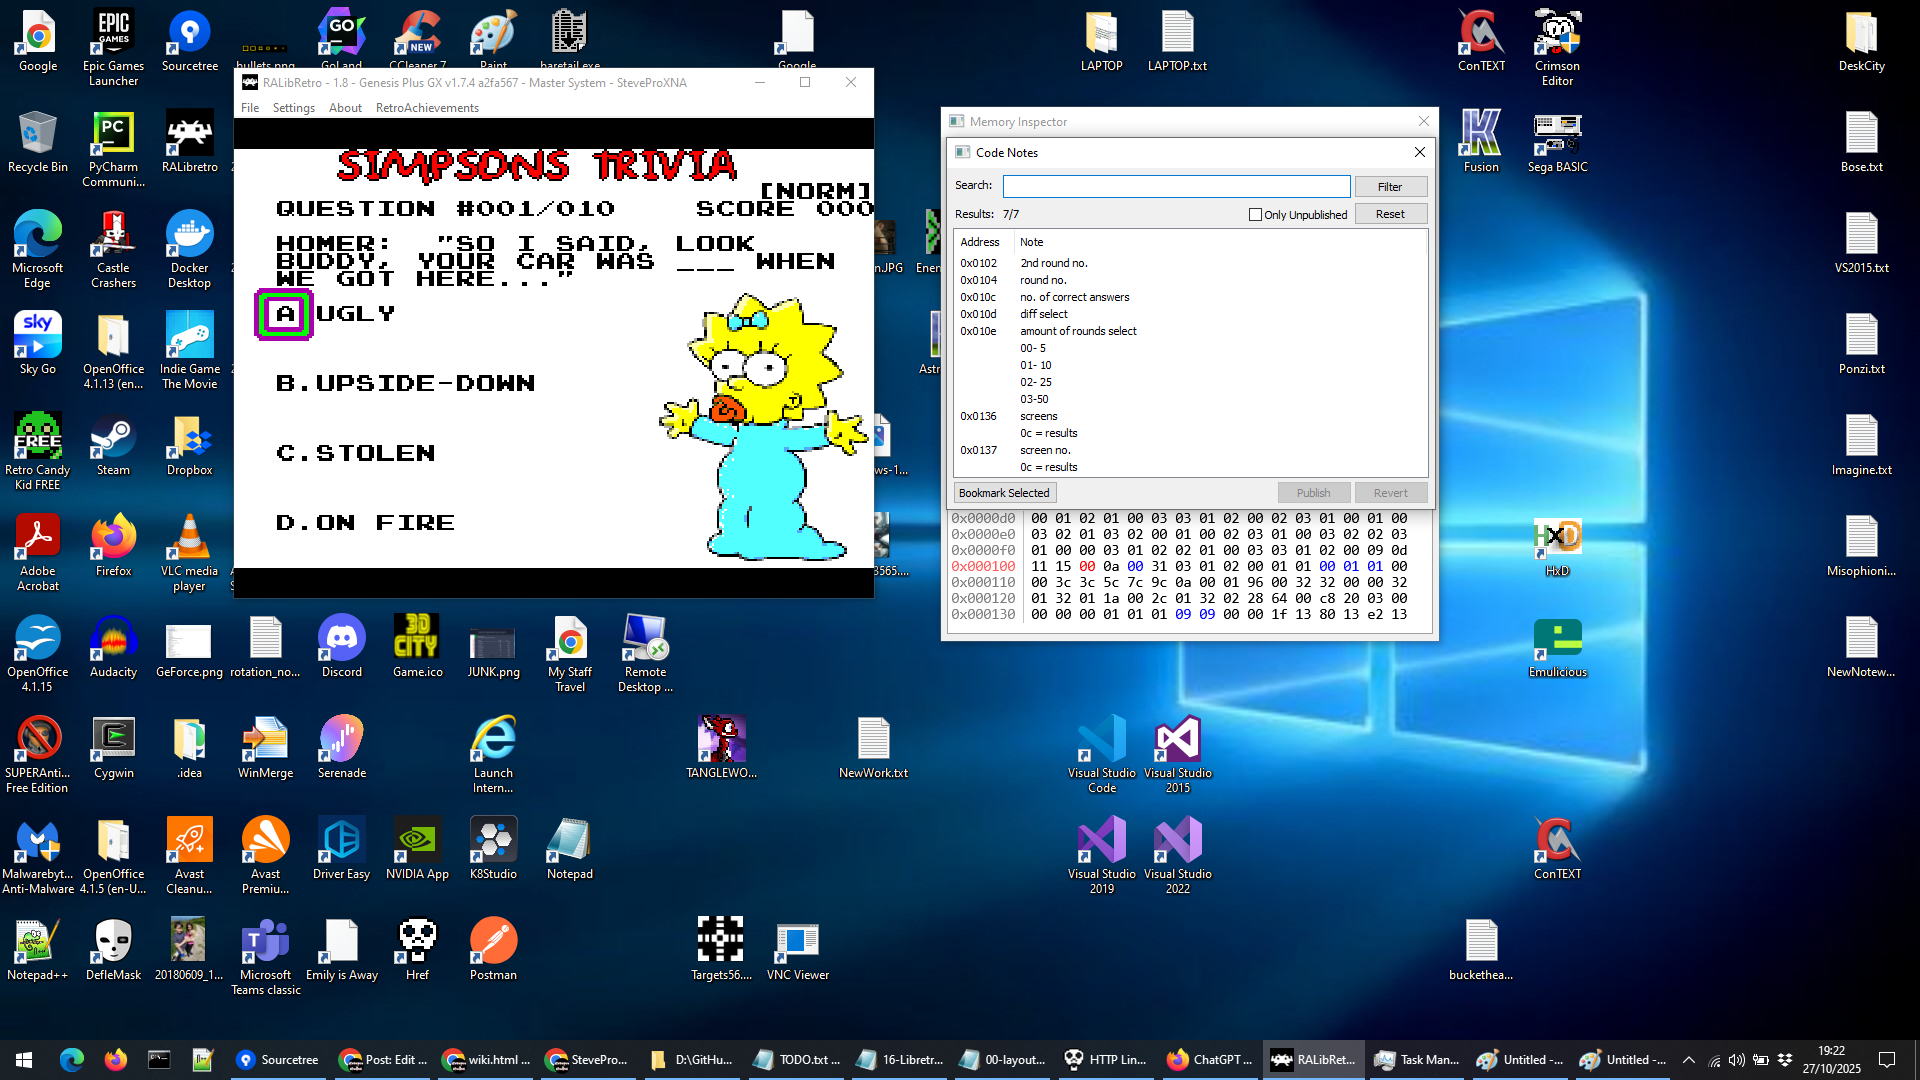 Google
Epic Games
Launcher
Sourcetree
bullets.png
GoLand
CCleaner 7
Paint
baretail.exe
Google
LAPTOP
LAPTOP.txt
ConTEXT
Crimson
Editor
DeskCity
RALibRetro - 1.8 - Genesis Plus GX v1.7.4 a2fa567 - Master System - SteveProXNA
File Settings About RetroAchievements
SIMPSONS TRIVIA
[NORM]
QUESTION #001/010 SCORE 000
HOMER: "SO I SAID, LOOK
BUDDY, YOUR CAR WAS ___ WHEN
WE GOT HERE..."
A UGLY
B.UPSIDE-DOWN
C.STOLEN
D.ON FIRE
Memory Inspector
Code Notes
Search:
Filter
Results: 7/7
Only Unpublished
Reset
Address Note
0x0102 2nd round no.
0x0104 round no.
0x010c no. of correct answers
0x010d diff select
0x010e amount of rounds select
00- 5
01- 10
02- 25
03-50
0x0136 screens
0c = results
0x0137 screen no.
0c = results
Bookmark Selected
Publish
Revert
0x0000d0 00 01 02 01 00 03 03 01 02 00 02 03 01 00 01 00
0x0000e0 03 02 01 03 02 00 01 00 02 03 01 00 03 02 02 03
0x0000f0 01 00 00 03 01 02 02 01 00 03 03 01 02 00 09 0d
0x000100 11 15 00 0a 00 31 03 01 02 00 01 01 00 01 01 00
0x000110 00 3c 3c 5c 7c 9c 0a 00 01 96 00 32 32 00 00 32
0x000120 01 32 01 1a 00 2c 01 32 02 28 64 00 c8 20 03 00
0x000130 00 00 00 01 01 01 09 09 00 00 1f 13 80 13 e2 13
Recycle Bin
PyCharm
Communi...
RALibretro
Fusion
Sega BASIC
Bose.txt
Microsoft
Edge
Castle
Crashers
Docker
Desktop
VS2015.txt
Sky Go
OpenOffice
4.1.13 (en...
Indie Game
The Movie
Ponzi.txt
Retro Candy
Kid FREE
Steam
Dropbox
Imagine.txt
Adobe
Acrobat
Firefox
VLC media
player
HxD
Misophioni...
OpenOffice
4.1.15
Audacity
GeForce.png
rotation_no...
Discord
Game.ico
JUNK.png
My Staff
Travel
Remote
Desktop ...
Emulicious
NewNotew...
SUPERAnti...
Free Edition
Cygwin
.idea
WinMerge
Serenade
Launch
Intern...
TANGLEWO...
NewWork.txt
Visual Studio
Code
Visual Studio
2015
Malwarebyt...
Anti-Malware
OpenOffice
4.1.5 (en-U...
Avast
Cleanu...
Avast
Premiu...
Driver Easy
NVIDIA App
K8Studio
Notepad
Visual Studio
2019
Visual Studio
2022
ConTEXT
Notepad++
DefleMask
20180609_1...
Microsoft
Teams classic
Emily is Away
Href
Postman
Targets56....
VNC Viewer
buckethea...
Sourcetree
Post: Edit ...
wiki.html ...
StevePro...
D:\GitHu...
TODO.txt ...
16-Libretr...
00-layout...
HTTP Lin...
ChatGPT ...
RALibRet...
Task Man...
Untitled -...
Untitled -...
19:22
27/10/2025